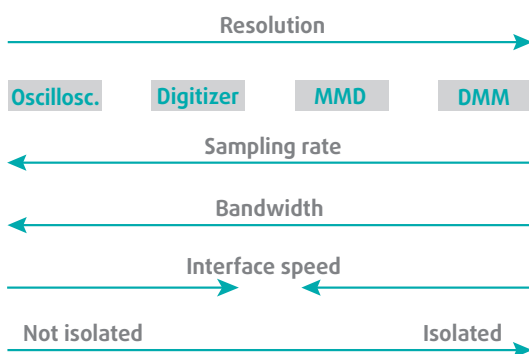 Resolution
Oscillosc. Digitizer MMD DMM
Sampling rate
Bandwidth
Interface speed
Not isolated Isolated